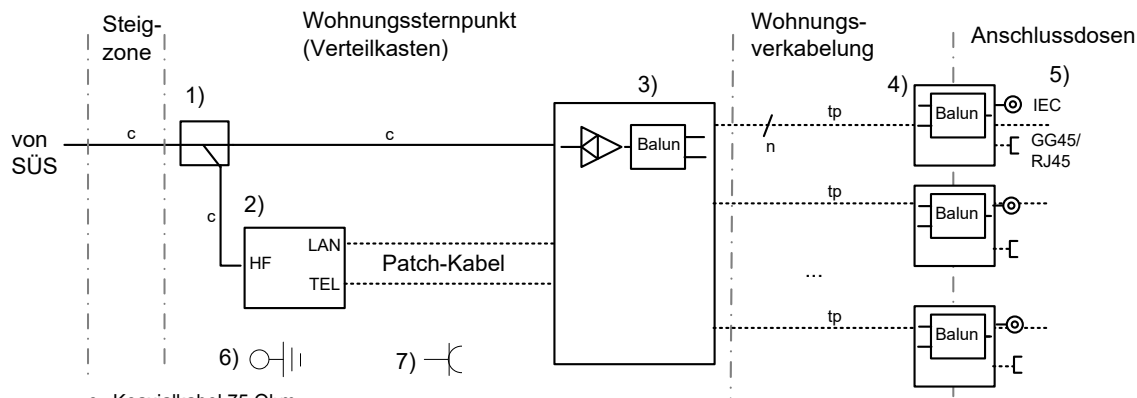 Steig-
zone
Wohnungssternpunkt
(Verteilkasten)
Wohnungs-
verkabelung
Anschlussdosen
1)
3)
4)
5)
von
SÜS
c
c
c
2)
HF
LAN
TEL
Patch-Kabel
Balun
n
tp
tp
...
tp
Balun
IEC
GG45/
RJ45
Balun
Balun
6)
7)